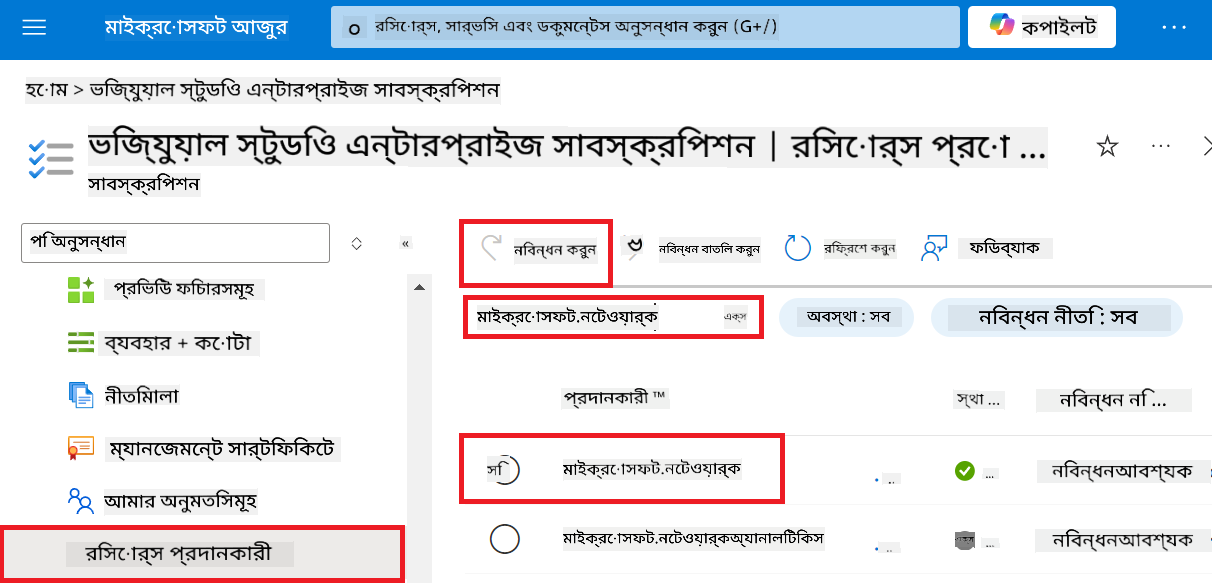 মাইক্রোসফট আজুর
রিসোর্স, সার্ভিস এবং ডকুমেন্টস অনুসন্ধান করুন (G+/)
কপাইলট
হোম > ভিজ্যুয়াল স্টুডিও এন্টারপ্রাইজ সাবস্ক্রিপশন
ভিজ্যুয়াল স্টুডিও এন্টারপ্রাইজ সাবস্ক্রিপশন | রিসোর্স প্রো ...
সাবস্ক্রিপশন
অনুসন্ধান
«
নিবন্ধন করুন
নিবন্ধন বাতিল করুন
রিফ্রেশ করুন
ফিডব্যাক
প্রিভিউ ফিচারসমূহ
মাইক্রোসফট.নেটওয়ার্ক
এক্স
অবস্থা : সব
নিবন্ধন নীতি : সব
ব্যবহার + কোটা
নীতিমালা
প্রদানকারী ™
স্থা ...
নিবন্ধন নি ...
ম্যানেজমেন্ট সার্টিফিকেট
মাইক্রোসফট.নেটওয়ার্ক
নিবন্ধনআবশ্যক
আমার অনুমতিসমূহ
রিসোর্স প্রদানকারী
মাইক্রোসফট.নেটওয়ার্কঅ্যানালিটিকস
নিবন্ধনআবশ্যক